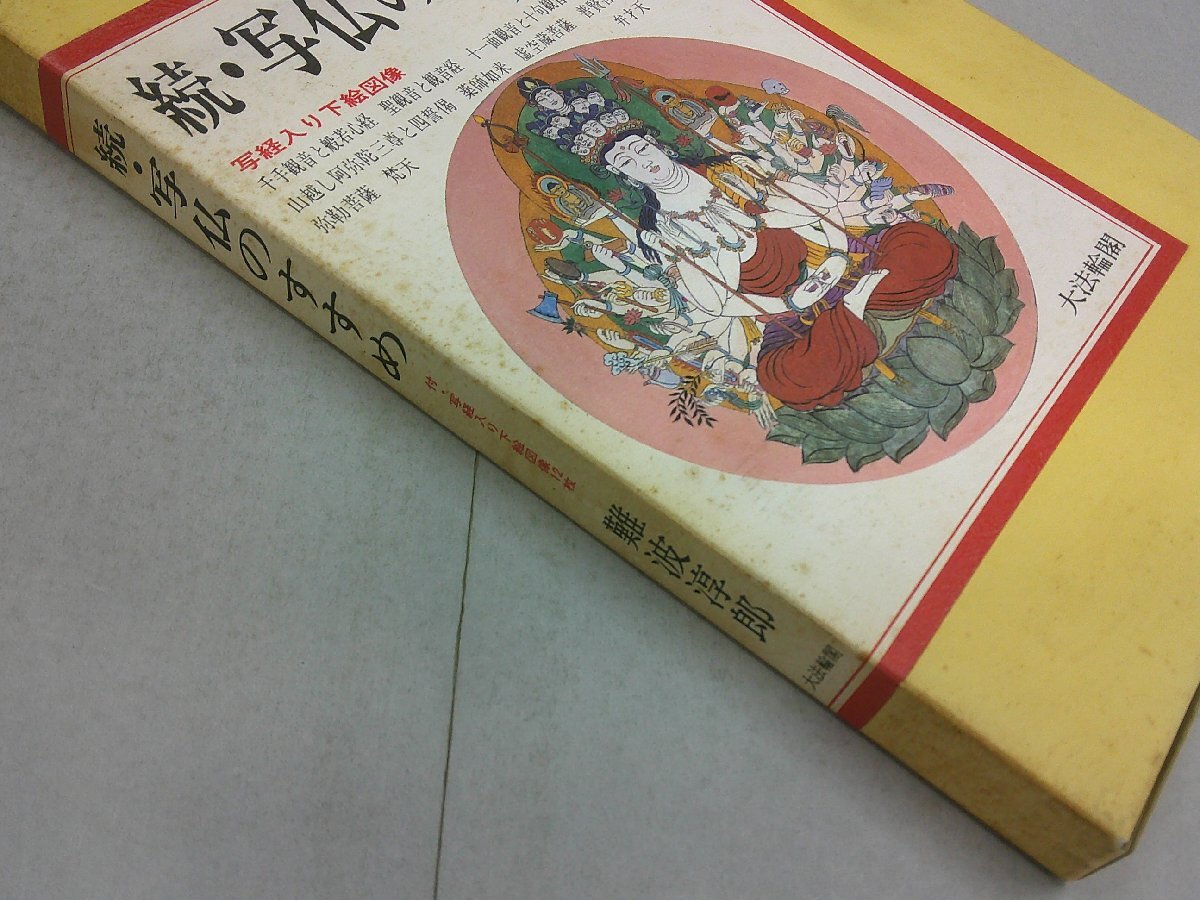 続・写仏の
写経入り下絵図像
千手観音と般若心経 聖観音と観音経 十一面観音と十句観音
山越し阿弥陀三尊と四誓偈 薬師如来 虚空蔵菩薩
弥勒菩薩 梵天 弁才天
大法輪閣
続・写仏のすすめ
付・写経入り下絵図像12枚
難波淳郎
大法輪閣